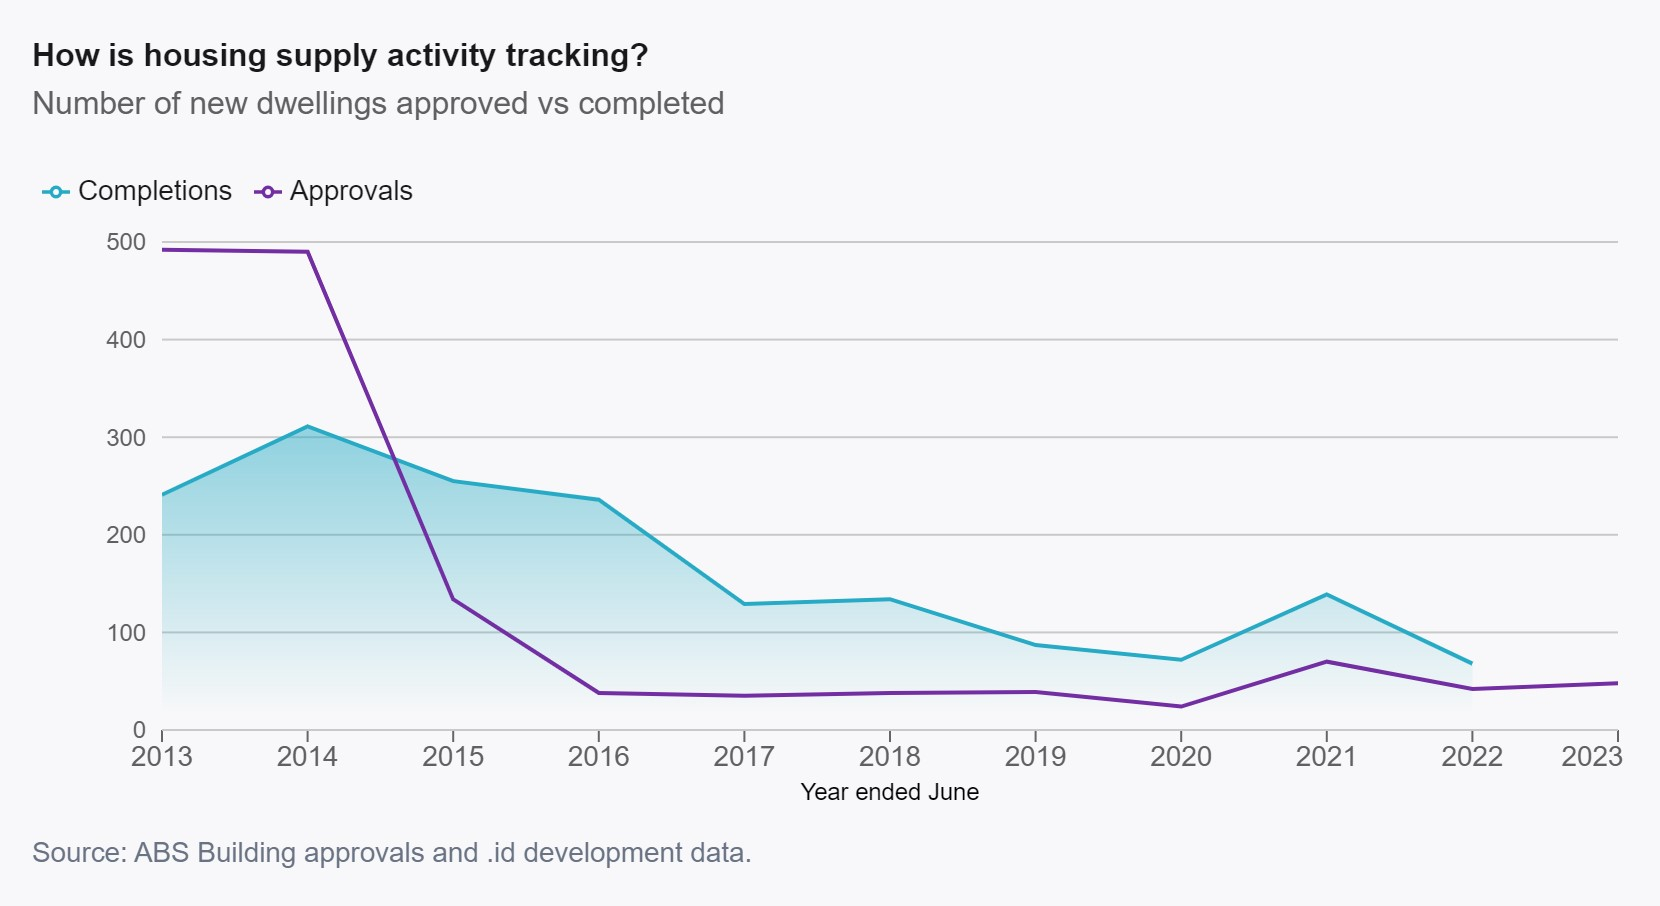 How is housing supply activity tracking?
Number of new dwellings approved vs completed
Completions Approvals
500
400
300
200
100
0
2013 2014 2015 2016 2017 2018 2019 2020 2021 2022 2023
Year ended June
Source: ABS Building approvals and .id development data.